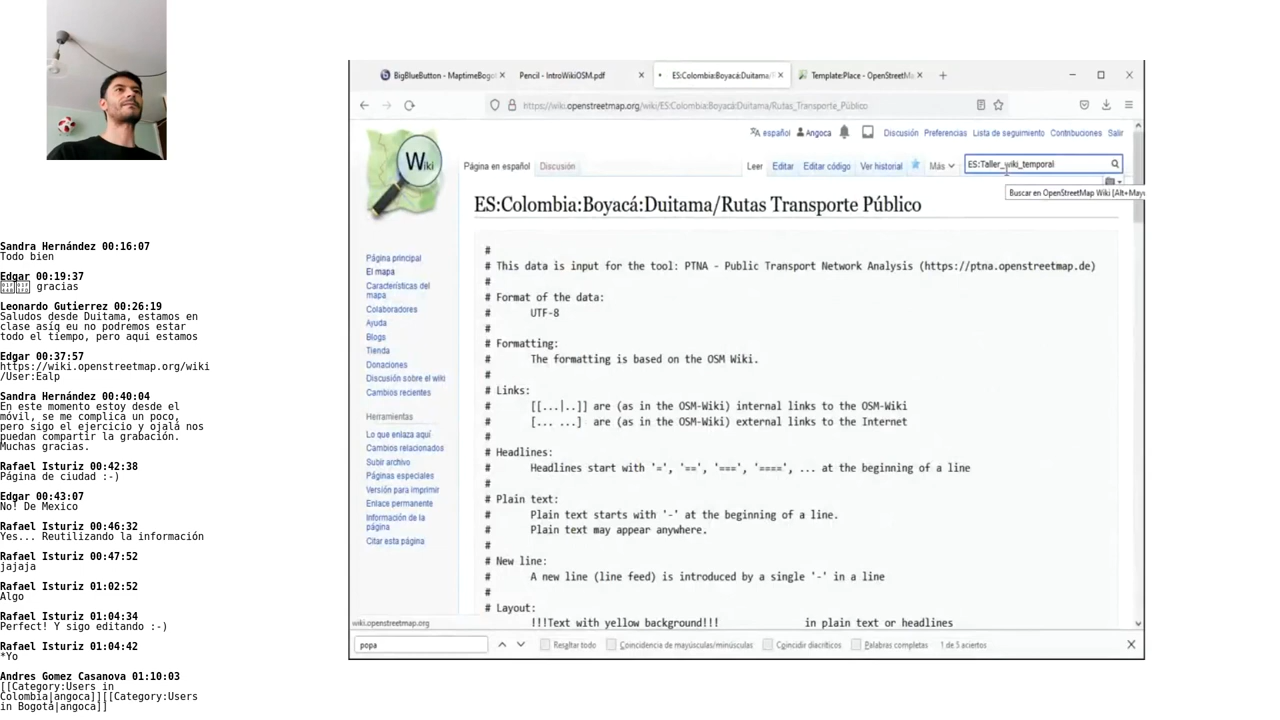 Sandra Hernández 00:16:07
Todo bien
Edgar 00:19:37
gracias
Leonardo Gutierrez 00:26:19
Saludos desde Duitama, estamos en
clase asíg eu no podremos estar
todo el tiempo, pero aqui estamos
Edgar 00:37:57
https://wiki.openstreetmap.org/wiki
/User:Ealp
Sandra Hernández 00:40:04
En este momento estoy desde el
móvil, se me complica un poco,
pero sigo el ejercicio y ojalá nos
puedan compartir la grabación.
Muchas gracias.
Rafael Isturiz 00:42:38
Página de ciudad :-)
Edgar 00:43:07
No! De Mexico
Rafael Isturiz 00:46:32
Yes... Reutilizando la información
Rafael Isturiz 00:47:52
jajaja
Rafael Isturiz 01:02:52
Algo
Rafael Isturiz 01:04:34
Perfect! Y sigo editando :-)
Rafael Isturiz 01:04:42
*Yo
Andres Gomez Casanova 01:10:03
[[Category:Users in
Colombia|angoca]][[Category:Users
in Bogotá|angoca]]
BigBlueButton - MaptimeBogo
Pencil - IntroWikiOSM.pdf
ES:Colombia:Boyacá:Duitama/
Template:Place - OpenStreetMa
https://wiki.openstreetmap.org/wiki/ES:Colombia:Boyacá:Duitama/Rutas_Transporte_Público
español Angoca Discusión Preferencias Lista de seguimiento Contribuciones Salir
Wiki
Página en español Discusión Leer Editar Editar código Ver historial Más ES:Taller_wiki_temporal
Buscar en OpenStreetMap Wiki [Alt+Mayú
ES:Colombia:Boyacá:Duitama/Rutas Transporte Público
Página principal
El mapa
Características del
mapa
Colaboradores
Ayuda
Blogs
Tienda
Donaciones
Discusión sobre el wiki
Cambios recientes
Herramientas
Lo que enlaza aquí
Cambios relacionados
Subir archivo
Páginas especiales
Versión para imprimir
Enlace permanente
Información de la
página
Citar esta página
#
# This data is input for the tool: PTNA - Public Transport Network Analysis (https://ptna.openstreetmap.de)
#
# Format of the data:
# UTF-8
#
# Formatting:
# The formatting is based on the OSM Wiki.
#
# Links:
# [[...|..]] are (as in the OSM-Wiki) internal links to the OSM-Wiki
# [... ...] are (as in the OSM-Wiki) external links to the Internet
#
# Headlines:
# Headlines start with '=', '==', '===', '====', ... at the beginning of a line
#
# Plain text:
# Plain text starts with '-' at the beginning of a line.
# Plain text may appear anywhere.
#
# New line:
# A new line (line feed) is introduced by a single '-' in a line
#
# Layout:
# !!!Text with yellow background!!! in plain text or headlines
wiki.openstreetmap.org
popa Resaltar todo Coincidencia de mayúsculas/minúsculas Coincidir diacríticos Palabras completas 1 de 5 aciertos